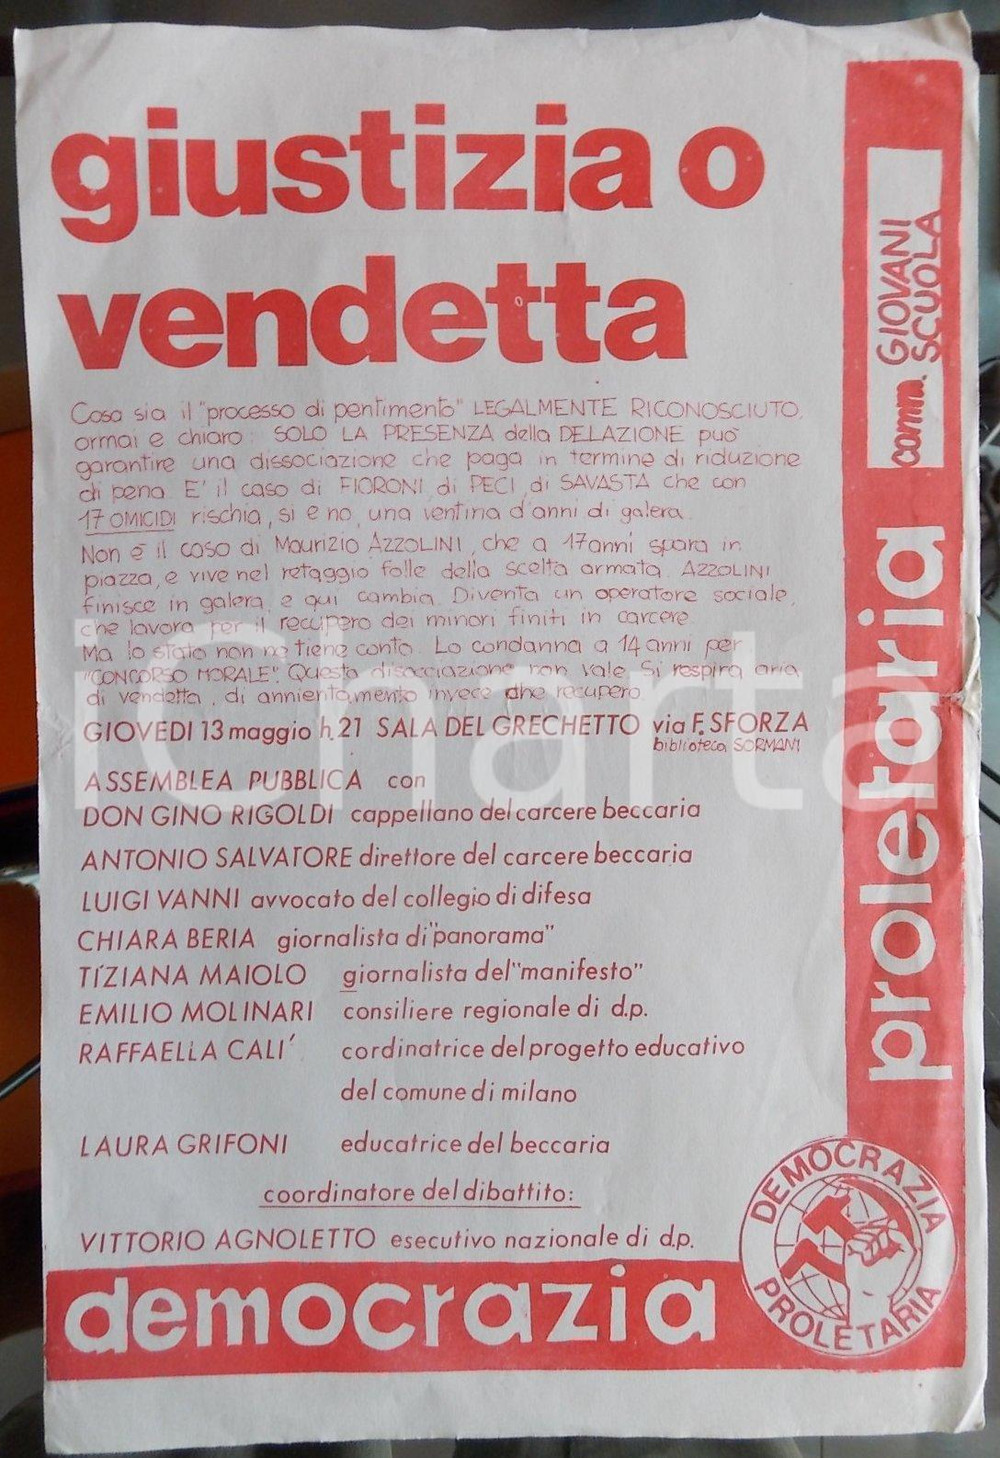 giustizia o
vendetta
Cosa sia il "processo di pentimento" LEGALMENTE RICONOSCIUTO,
ormai e chiaro: SOLO LA PRESENZA della DELAZIONE può
garantire una dissociazione che paga in termine di riduzione
di pena. E' il caso di FIORONI, di PECI, di SAVASTA che con
17 OMICIDI rischia, si e no, una ventina d'anni di galera.
Non è il caso di Maurizio AZZOLINI, che a 17 anni spara in
piazza, e vive nel retaggio folle della scelta armata. AZZOLINI
finisce in galera, e qui cambia. Diventa un operatore sociale,
che lavora per il recupero dei minori finiti in carcere.
Ma lo stato non ne tiene conto. Lo condanna a 14 anni per
"CONCORSO MORALE". Questa dissociazione non vale. Si respira aria
di vendetta, di annientamento invece che recupero.
GIOVEDI 13 maggio h. 21 SALA DEL GRECHETTO via F. SFORZA
biblioteca SORMANI
ASSEMBLEA PUBBLICA con
DON GINO RIGOLDI cappellano del carcere beccaria
ANTONIO SALVATORE direttore del carcere beccaria
LUIGI VANNI avvocato del collegio di difesa
CHIARA BERIA giornalista di "panorama"
TIZIANA MAIOLO giornalista del "manifesto"
EMILIO MOLINARI consiliere regionale di d.p.
RAFFAELLA CALI' cordinatrice del progetto educativo
del comune di milano
LAURA GRIFONI educatrice del beccaria
coordinatore del dibattito:
VITTORIO AGNOLETTO esecutivo nazionale di d.p.
democrazia
proletaria
comm. GIOVANI
SCUOLA
DEMOCRAZIA
PROLETARIA
iCharta